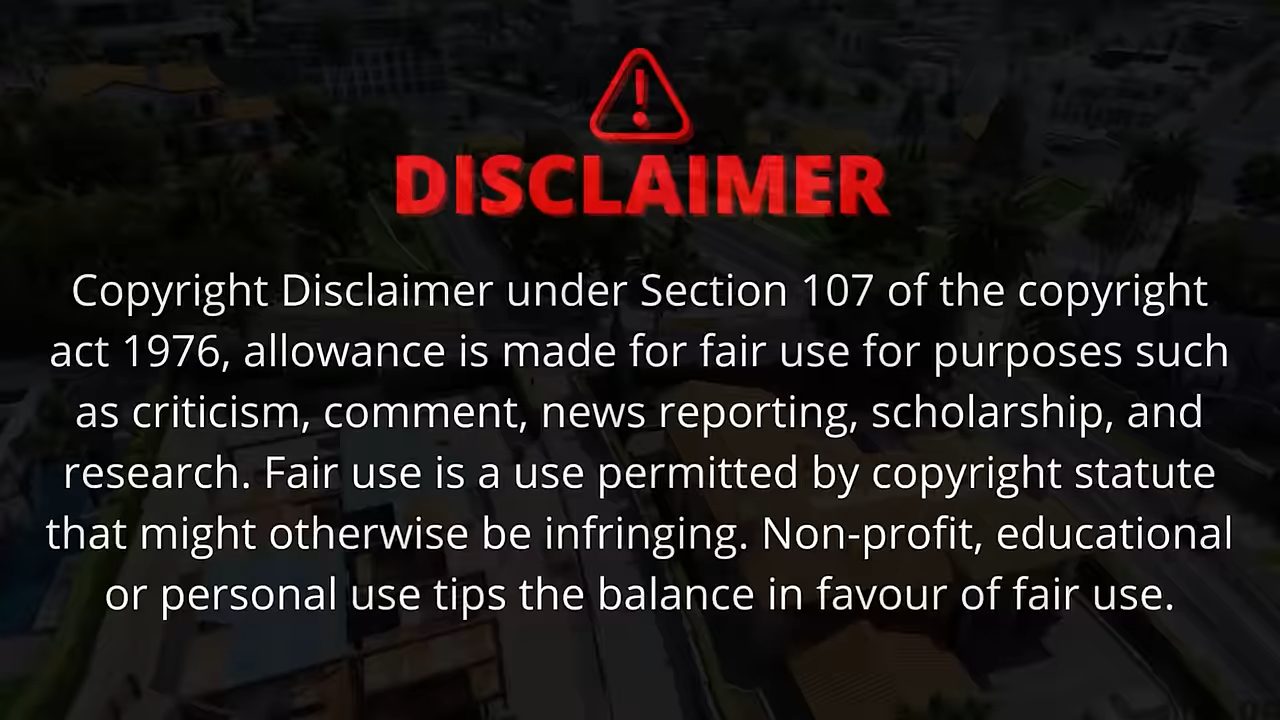 DISCLAIMER
Copyright Disclaimer under Section 107 of the copyright
act 1976, allowance is made for fair use for purposes such
as criticism, comment, news reporting, scholarship, and
research. Fair use is a use permitted by copyright statute
that might otherwise be infringing. Non-profit, educational
or personal use tips the balance in favour of fair use.